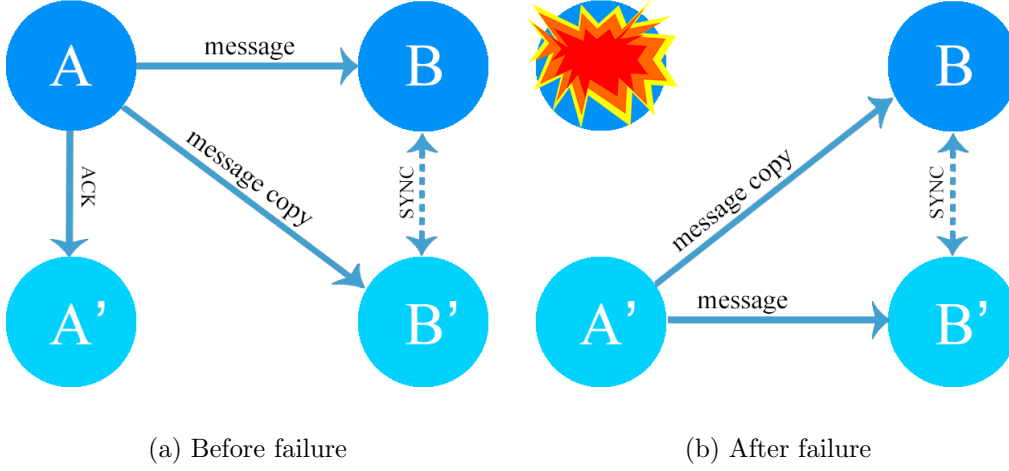 A
message
B
ACK
message copy
SYNC
A’
B’
(a) Before failure
B
message copy
SYNC
message
A’
B’
(b) After failure